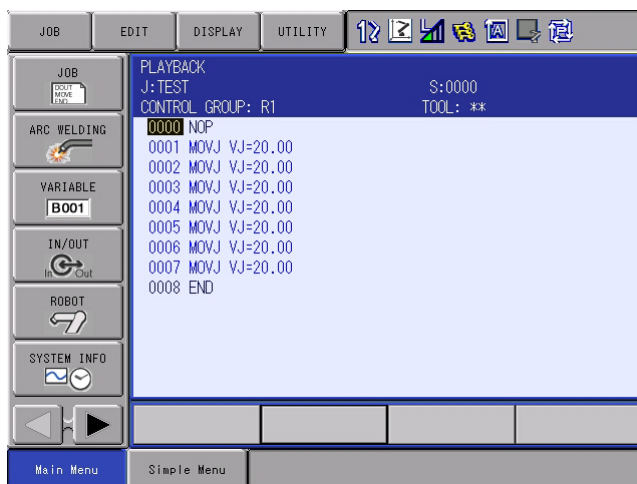 JOB EDIT DISPLAY UTILITY
JOB
DOUT
MOVE
END
ARC WELDING
VARIABLE
B001
IN/OUT
In Out
ROBOT
SYSTEM INFO
PLAYBACK
J:TEST S:0000
CONTROL GROUP: R1 TOOL: **
0000 NOP
0001 MOVJ VJ=20.00
0002 MOVJ VJ=20.00
0003 MOVJ VJ=20.00
0004 MOVJ VJ=20.00
0005 MOVJ VJ=20.00
0006 MOVJ VJ=20.00
0007 MOVJ VJ=20.00
0008 END
Main Menu Simple Menu